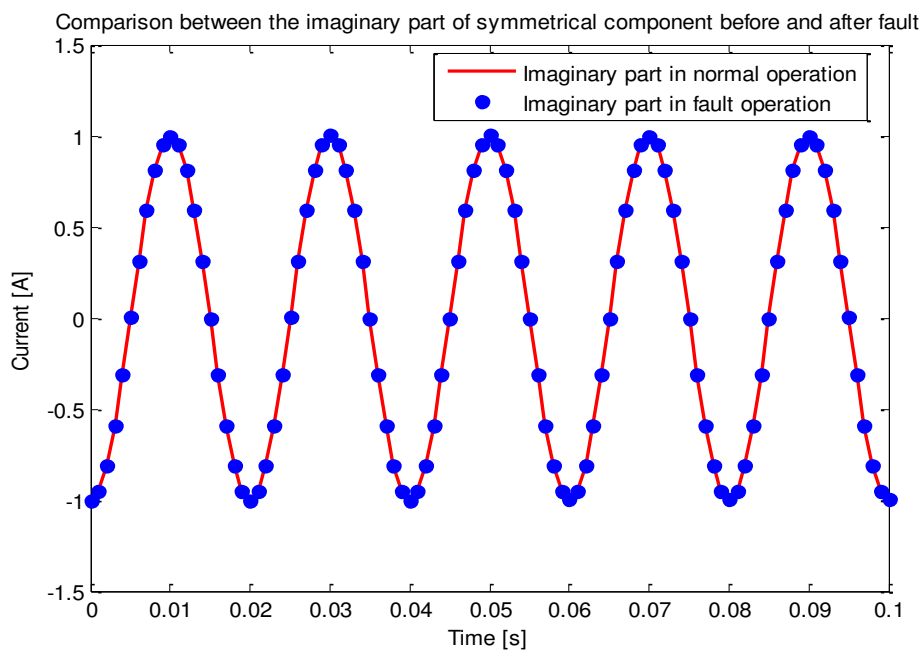 Comparison between the imaginary part of symmetrical component before and after fault
1.5
1
0.5
0
-0.5
-1
-1.5
Current [A]
Imaginary part in normal operation
Imaginary part in fault operation
0 0.01 0.02 0.03 0.04 0.05 0.06 0.07 0.08 0.09 0.1
Time [s]